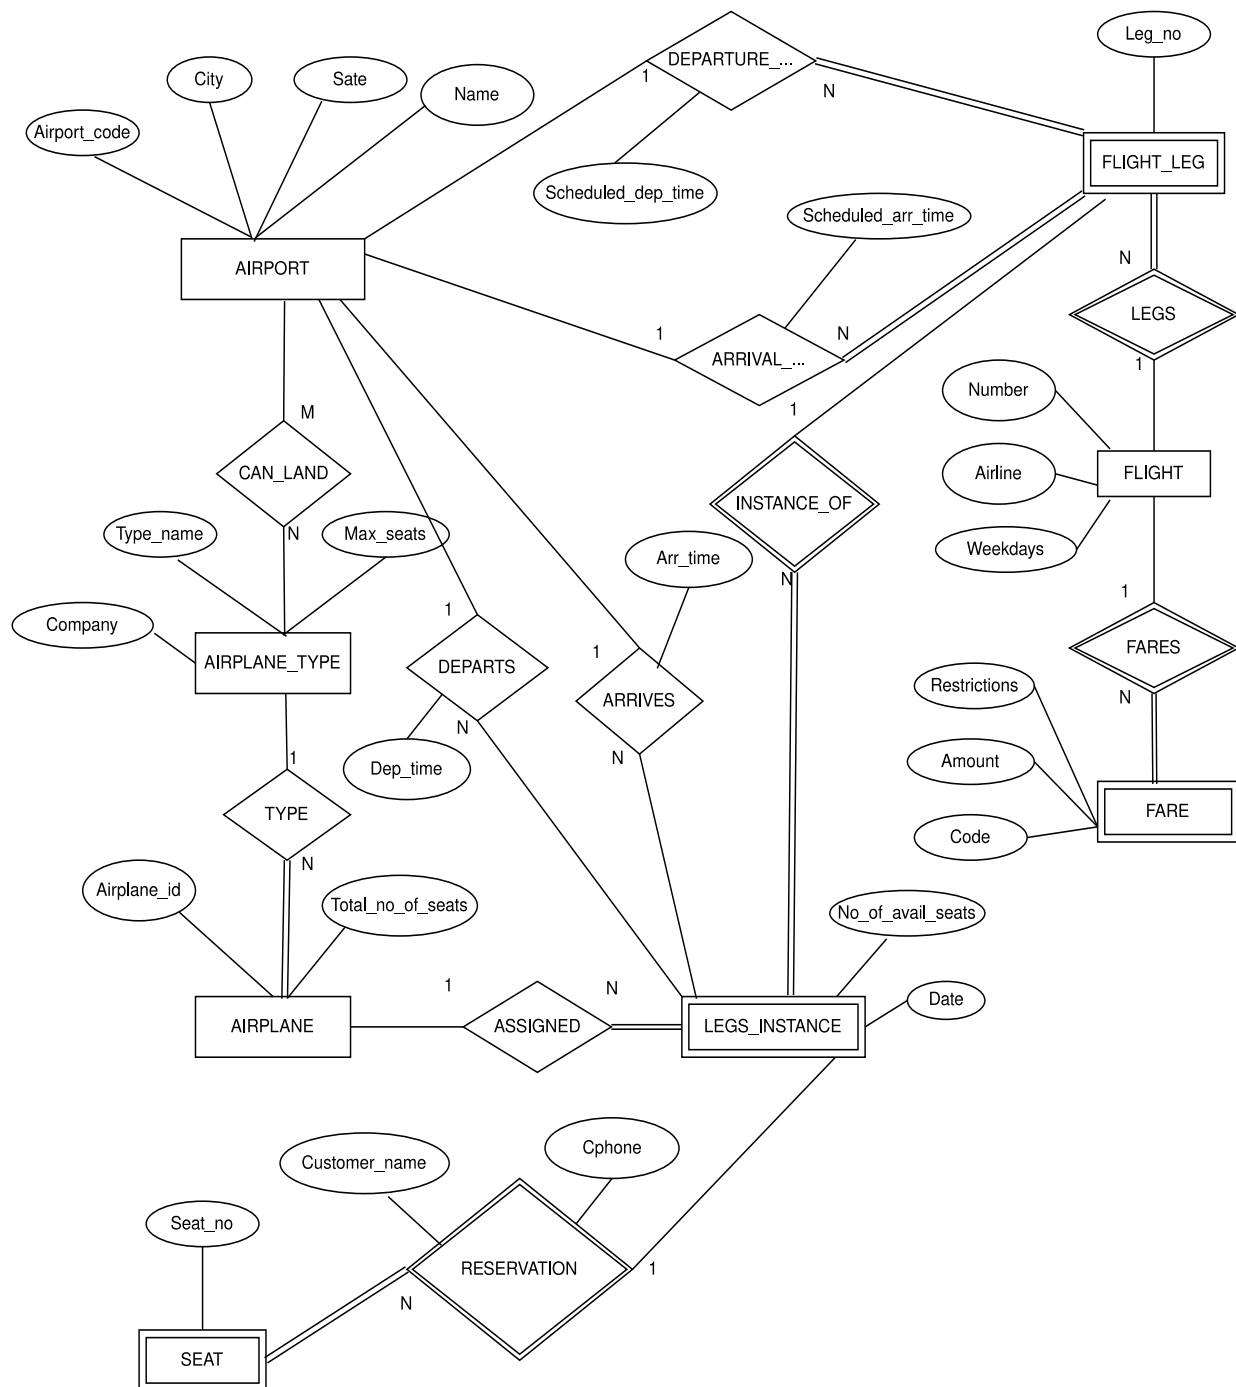 Leg_no
DEPARTURE_...
1
N
City
Sate
Name
Airport_code
FLIGHT_LEG
Scheduled_dep_time
Scheduled_arr_time
AIRPORT
N
LEGS
1
N
1
ARRIVAL_...
1
Number
M
CAN_LAND
N
FLIGHT
Airline
INSTANCE_OF
Type_name
Max_seats
Weekdays
Arr_time
N
1
Company
1
1
AIRPLANE_TYPE
DEPARTS
FARES
Restrictions
ARRIVES
N
N
N
1
Dep_time
Amount
TYPE
FARE
Code
N
Airplane_id
Total_no_of_seats
No_of_avail_seats
1
N
Date
AIRPLANE
ASSIGNED
LEGS_INSTANCE
Cphone
Customer_name
Seat_no
RESERVATION
1
N
SEAT